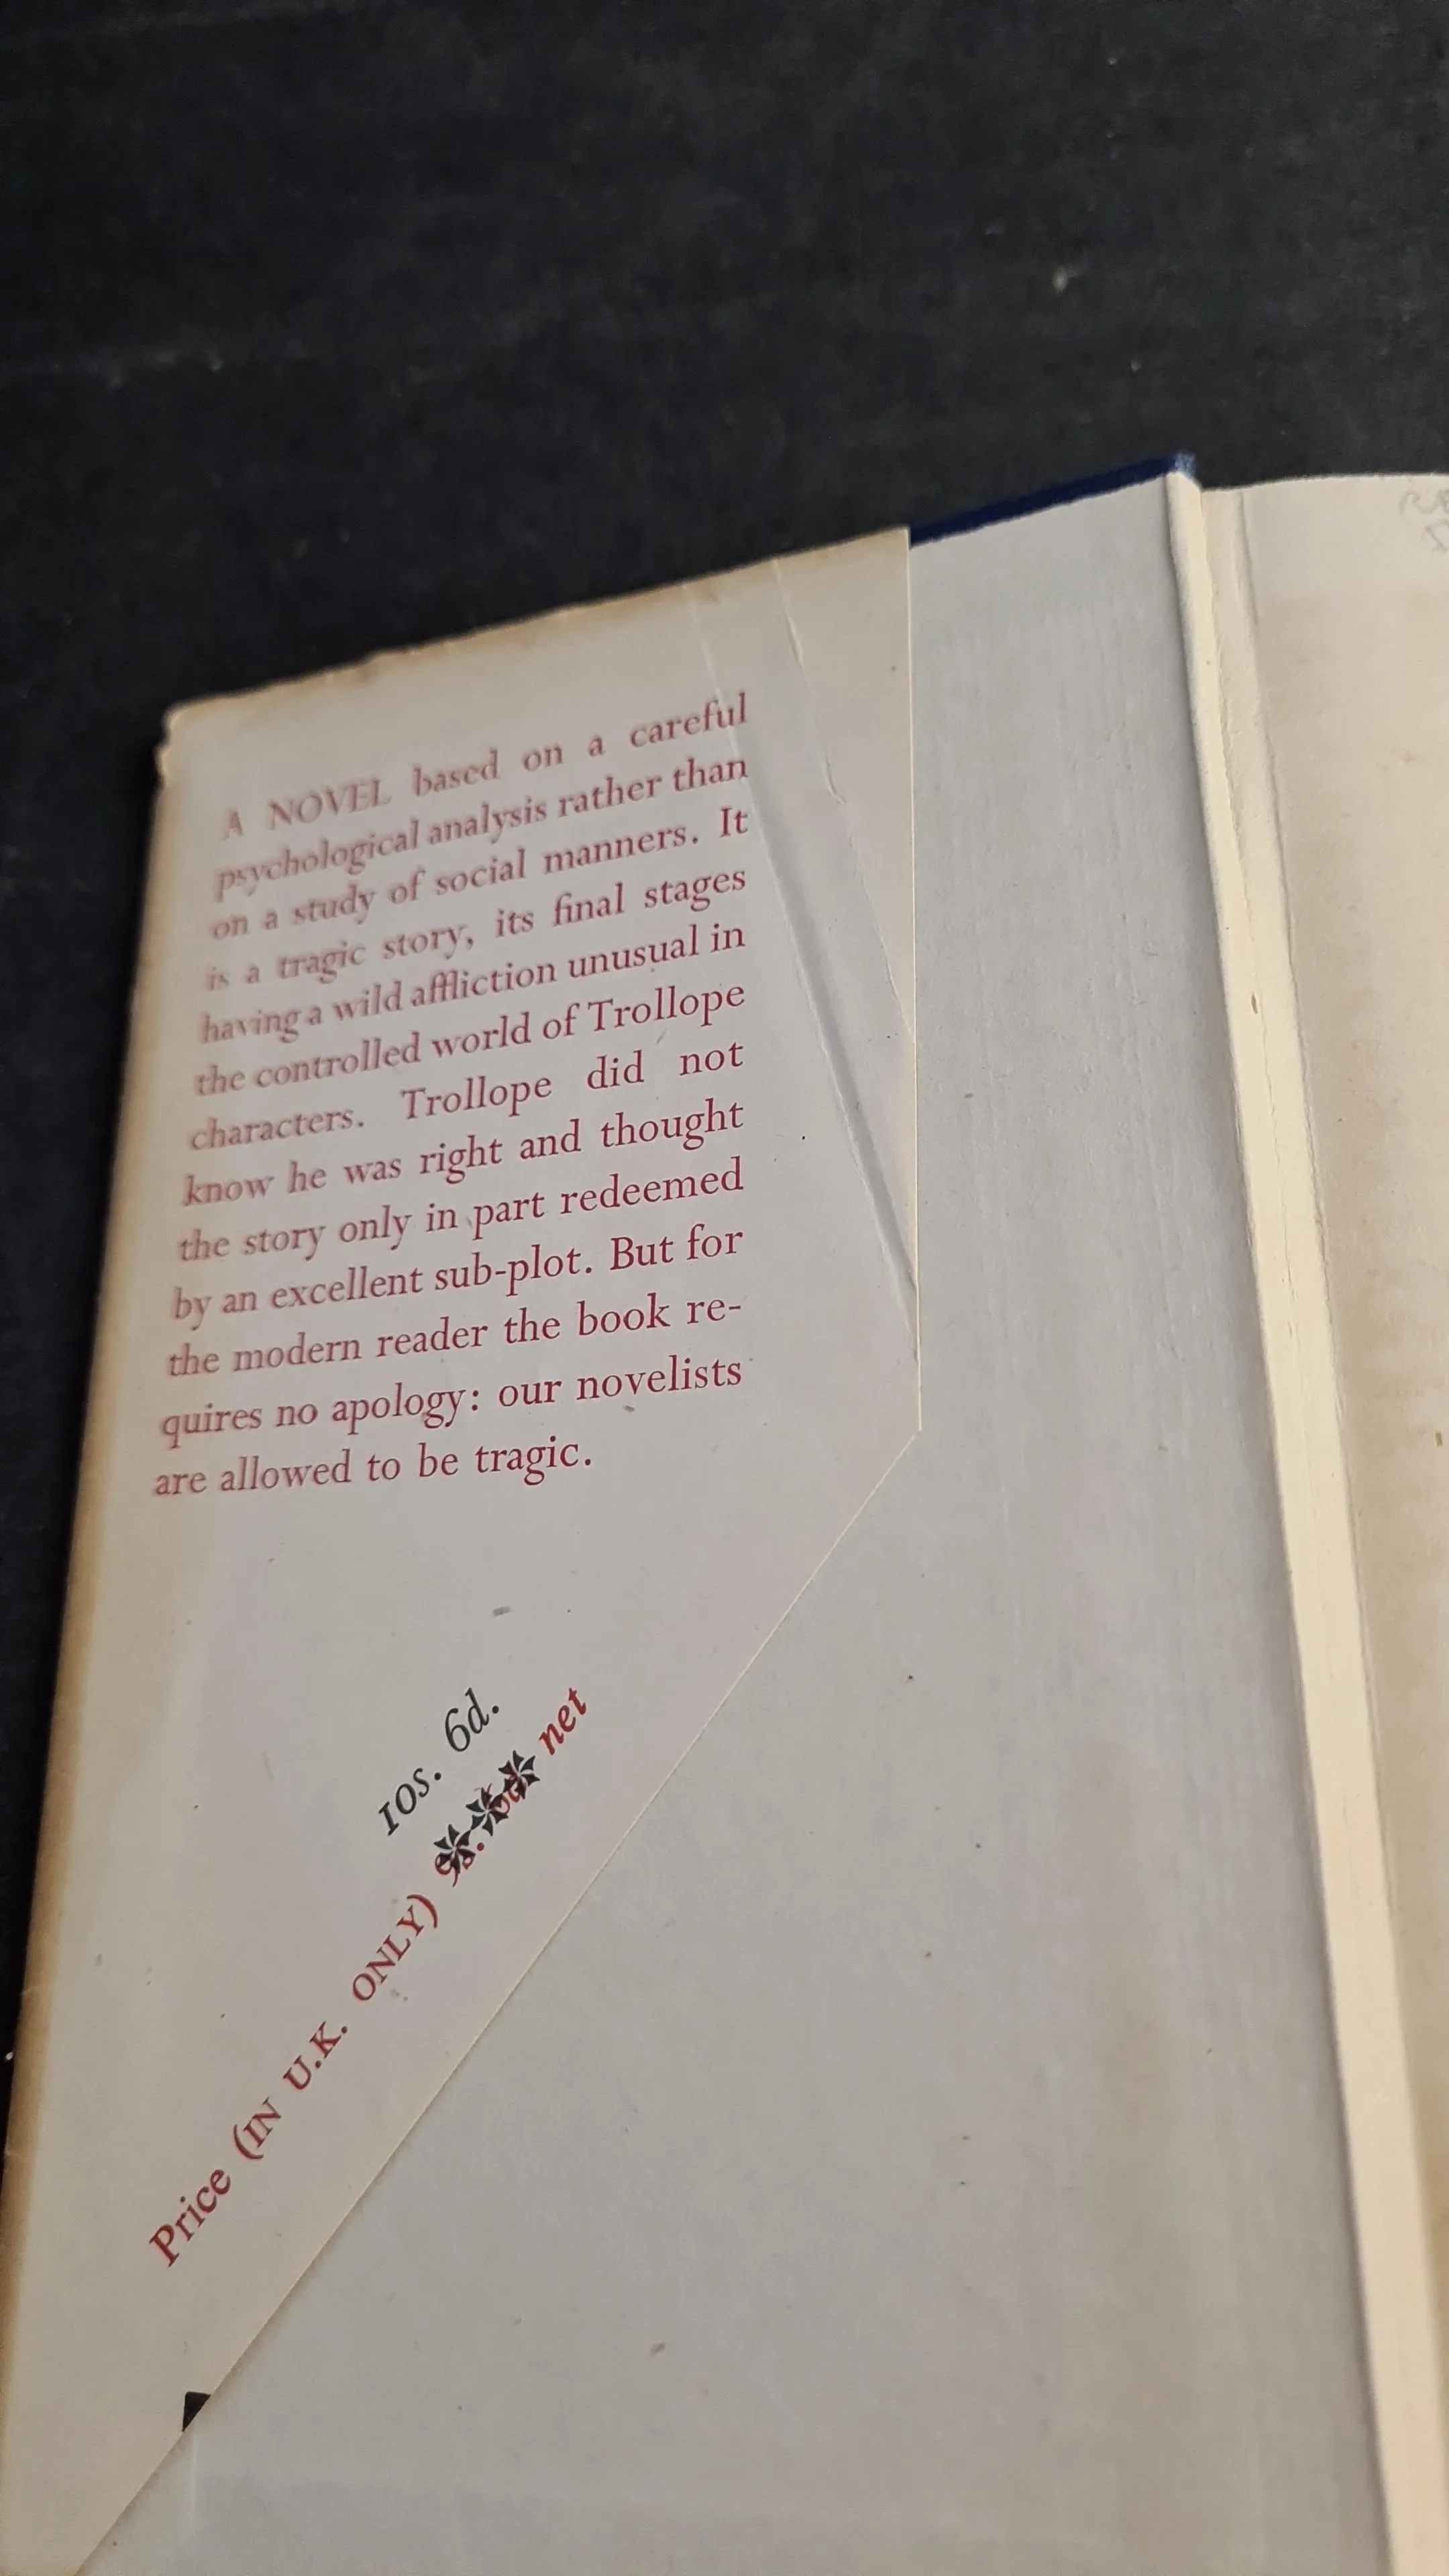 A NOVEL based on a careful
psychological analysis rather than
on a study of social manners. It
is a tragic story, its final stages
having a wild affliction unusual in
the controlled world of Trollope
characters. Trollope did not
know he was right and thought
the story only in part redeemed
by an excellent sub-plot. But for
the modern reader the book re-
quires no apology: our novelists
are allowed to be tragic.
10s. 6d.
Price (IN U.K. ONLY) net